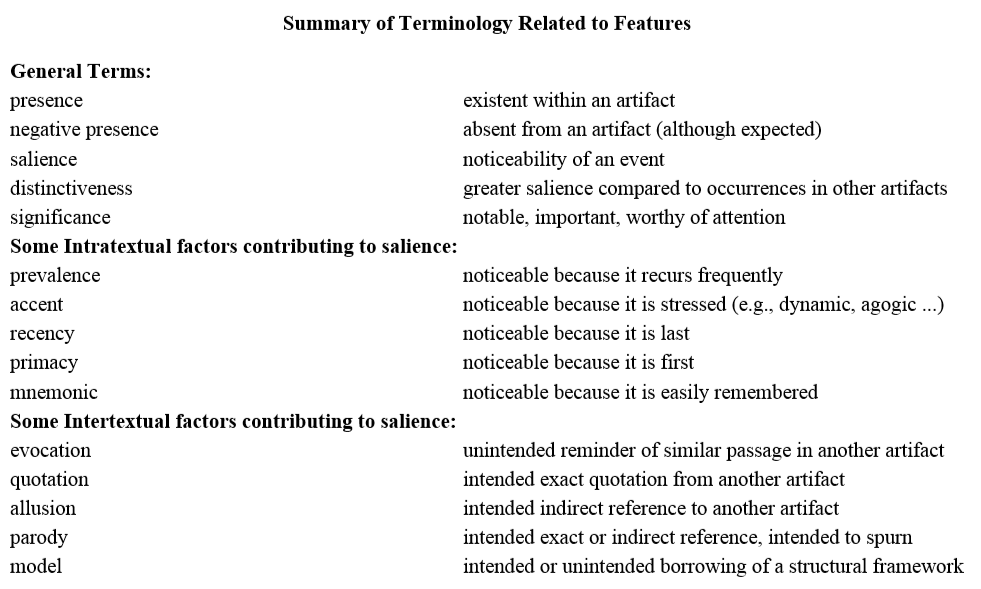 Summary of Terminology Related to Features
General Terms:
presence existent within an artifact
negative presence absent from an artifact (although expected)
salience noticeability of an event
distinctiveness greater salience compared to occurrences in other artifacts
significance notable, important, worthy of attention
Some Intratextual factors contributing to salience:
prevalence noticeable because it recurs frequently
accent noticeable because it is stressed (e.g., dynamic, agogic ...)
recency noticeable because it is last
primacy noticeable because it is first
mnemonic noticeable because it is easily remembered
Some Intertextual factors contributing to salience:
evocation unintended reminder of similar passage in another artifact
quotation intended exact quotation from another artifact
allusion intended indirect reference to another artifact
parody intended exact or indirect reference, intended to spurn
model intended or unintended borrowing of a structural framework